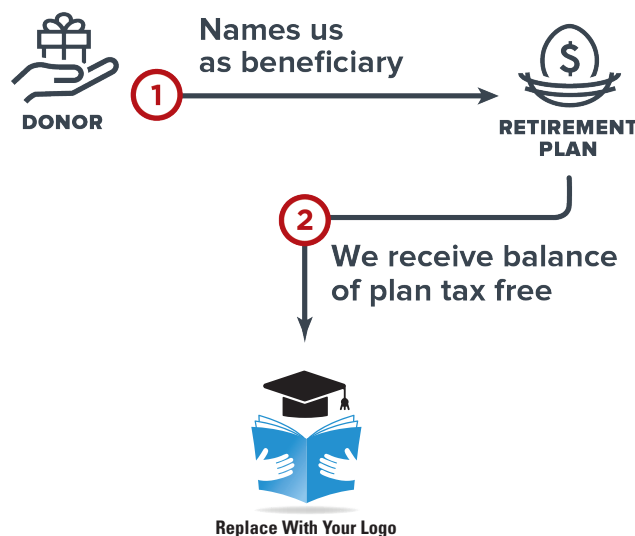 Names us
as beneficiary
1
DONOR
$
RETIREMENT
PLAN
2
We receive balance
of plan tax free
Replace With Your Logo